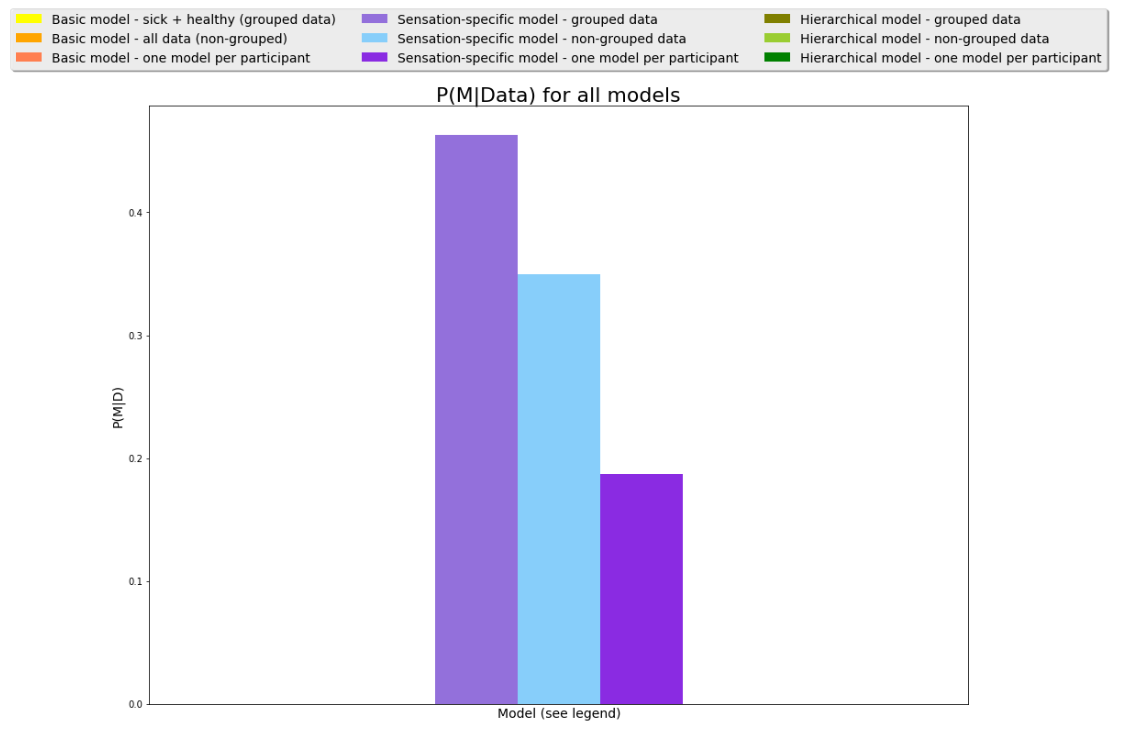 Basic model - sick + healthy (grouped data)
Basic model - all data (non-grouped)
Basic model - one model per participant
Sensation-specific model - grouped data
Sensation-specific model - non-grouped data
Sensation-specific model - one model per participant
Hierarchical model - grouped data
Hierarchical model - non-grouped data
Hierarchical model - one model per participant
P(M|Data) for all models
P(M|D)
0.4
0.3
0.2
0.1
0.0
Model (see legend)